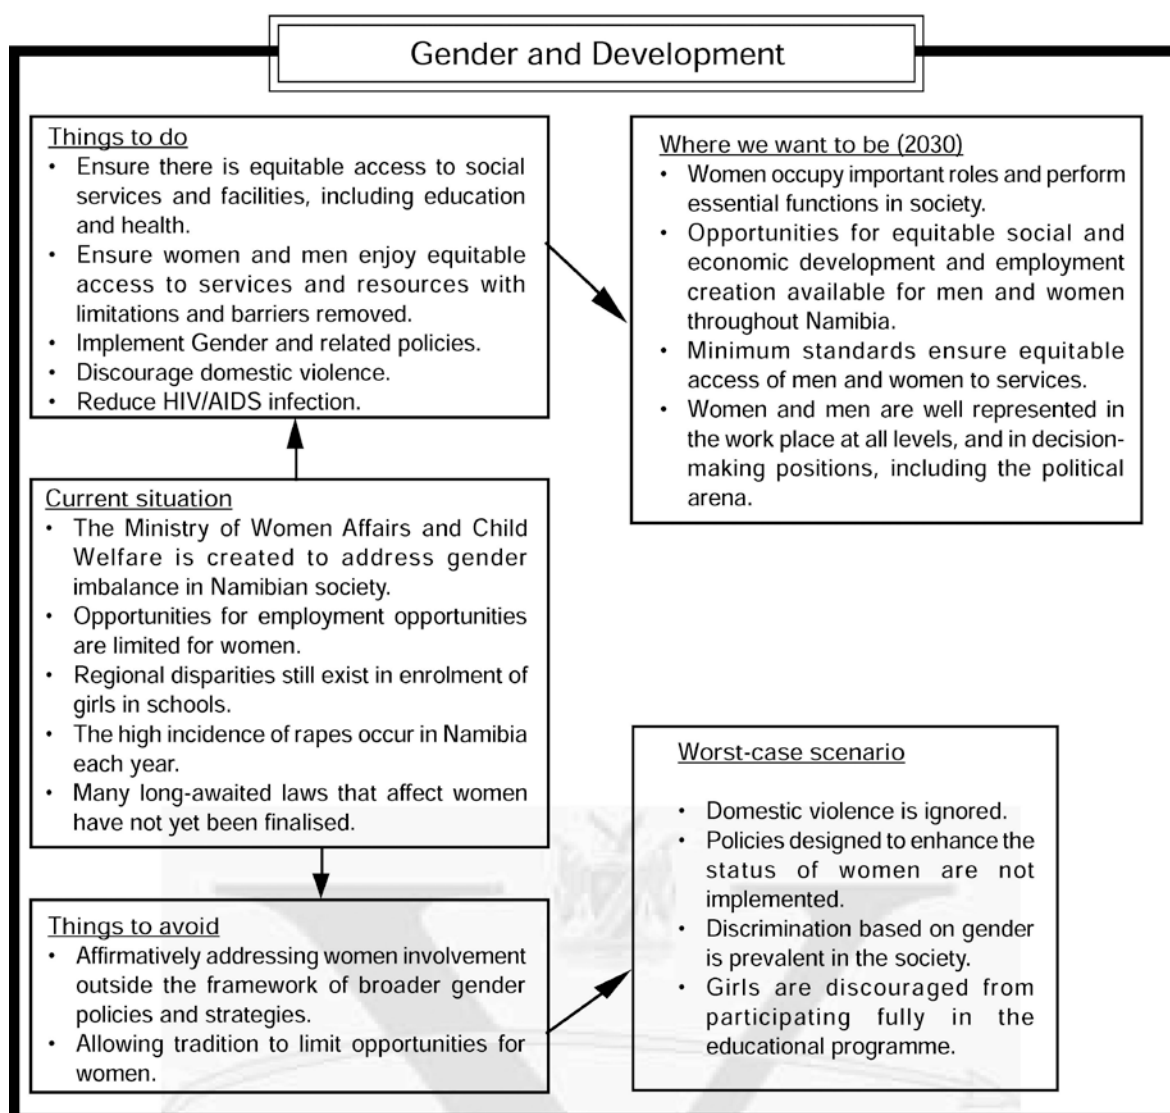 Gender and Development
Things to do
• Ensure there is equitable access to social
services and facilities, including education
and health.
• Ensure women and men enjoy equitable
access to services and resources with
limitations and barriers removed.
• Implement Gender and related policies.
• Discourage domestic violence.
• Reduce HIV/AIDS infection.
Where we want to be (2030)
• Women occupy important roles and perform
essential functions in society.
• Opportunities for equitable social and
economic development and employment
creation available for men and women
throughout Namibia.
• Minimum standards ensure equitable
access of men and women to services.
• Women and men are well represented in
the work place at all levels, and in decision-
making positions, including the political
arena.
Current situation
• The Ministry of Women Affairs and Child
Welfare is created to address gender
imbalance in Namibian society.
• Opportunities for employment opportunities
are limited for women.
• Regional disparities still exist in enrolment of
girls in schools.
• The high incidence of rapes occur in Namibia
each year.
• Many long-awaited laws that affect women
have not yet been finalised.
Things to avoid
• Affirmatively addressing women involvement
outside the framework of broader gender
policies and strategies.
• Allowing tradition to limit opportunities for
women.
Worst-case scenario
• Domestic violence is ignored.
• Policies designed to enhance the
status of women are not
implemented.
• Discrimination based on gender
is prevalent in the society.
• Girls are discouraged from
participating fully in the
educational programme.